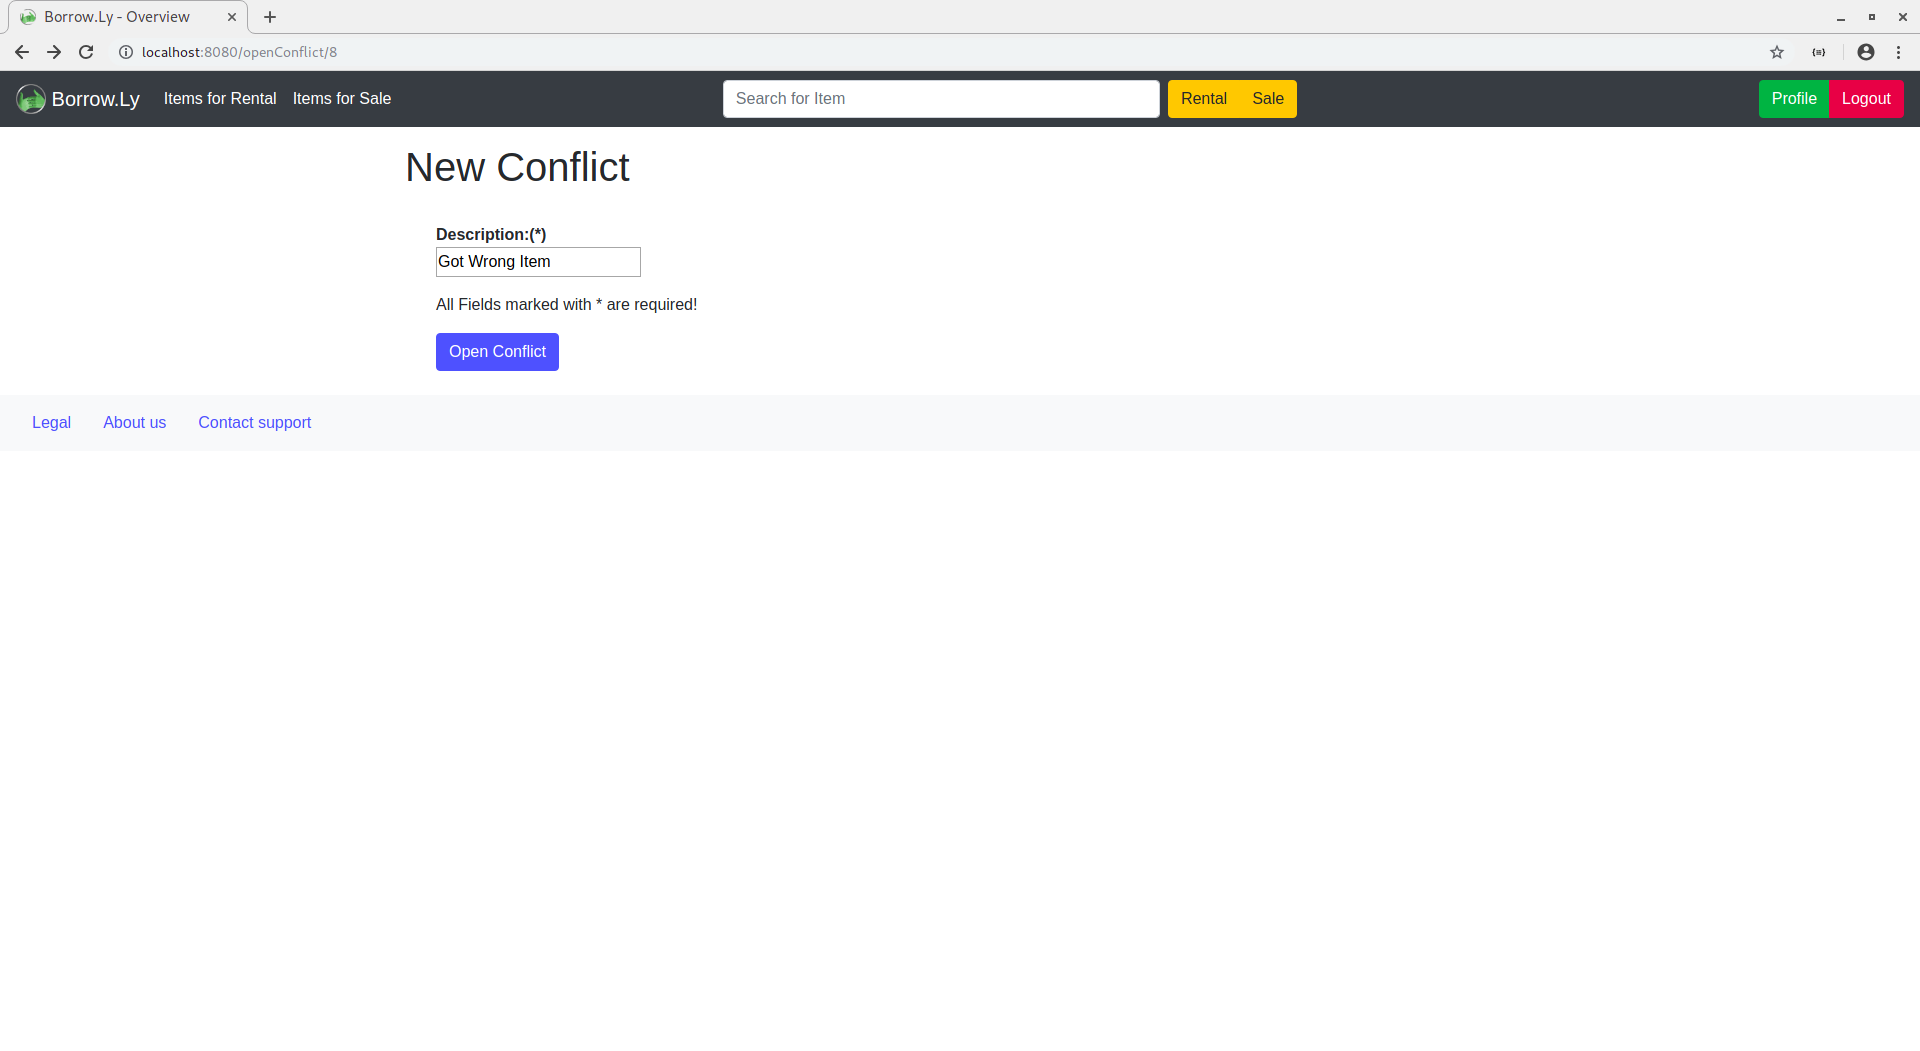 Borrow.Ly - Overview
localhost:8080/openConflict/8
Borrow.Ly Items for Rental Items for Sale Search for Item Rental Sale Profile Logout
New Conflict
Description:(*)
Got Wrong Item
All Fields marked with * are required!
Open Conflict
Legal About us Contact support